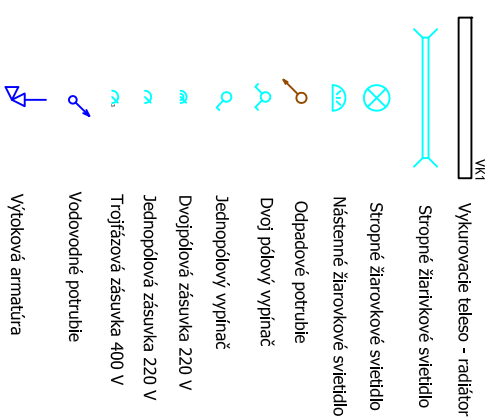 VK1
Vykurovacie teleso - radiátor
Stropné žiarivkové svietidlo
Stropné žiarovkové svietidlo
Nástanné žiarovkové svietidlo
Odpadové potrubie
Dvoj pólový vypínač
Jednopólový vypínač
Dvojpólová zásuvka 220 V
Jednopólová zásuvka 220 V
Trojfázová zásuvka 400 V
Vodovodné potrubie
Výtoková armatúra